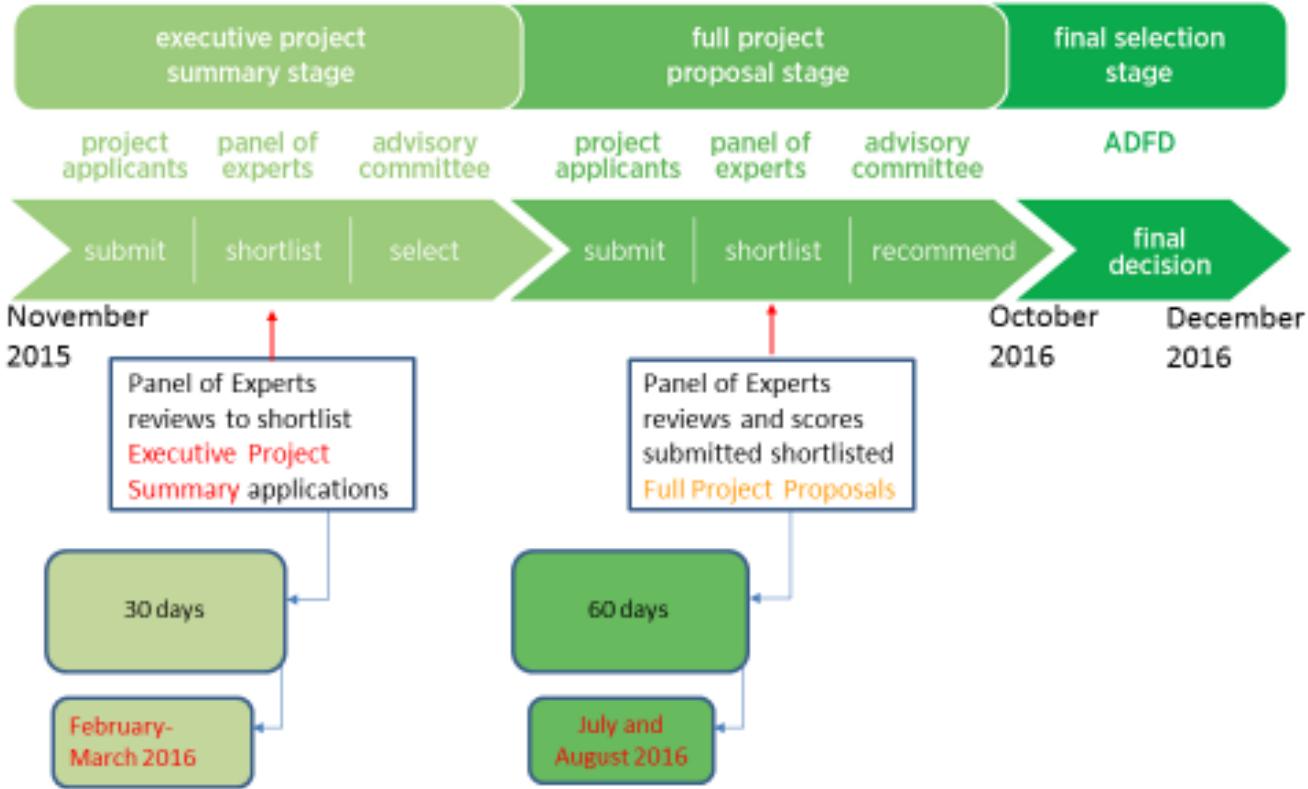 executive project
summary stage
full project
proposal stage
final selection
stage
project
applicants
panel of
experts
advisory
committee
project
applicants
panel of
experts
advisory
committee
ADFD
submit
shortlist
select
submit
shortlist
recommend
final
decision
November
2015
October
2016
December
2016
Panel of Experts
reviews to shortlist
Executive Project
Summary applications
Panel of Experts
reviews and scores
submitted shortlisted
Full Project Proposals
30 days
60 days
February-
March 2016
July and
August 2016